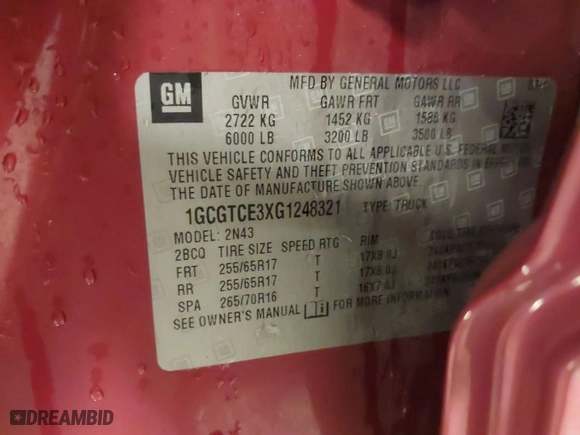 MFD BY GENERAL MOTORS LLC
GM
GVWR GAWR FRT GAWR RR
2722 KG 1452 KG 1588 KG
6000 LB 3200 LB 3500 LB
THIS VEHICLE CONFORMS TO ALL APPLICABLE U.S. FEDERAL MOTOR
VEHICLE SAFETY AND THEFT PREVENTION STANDARDS IN EFFECT ON
THE DATE OF MANUFACTURE SHOWN ABOVE.
1GCGTCE3XG1248321 TYPE: TRUCK
MODEL: 2N43
2BCQ TIRE SIZE SPEED RTG RIM COLD TIRE
FRT 255/65R17 T 17X8.0J
RR 255/65R17 T 17X8.0J
SPA 265/70R16 T 16X7.0J
SEE OWNER'S MANUAL FOR MORE INFORMATION
DREAMBID